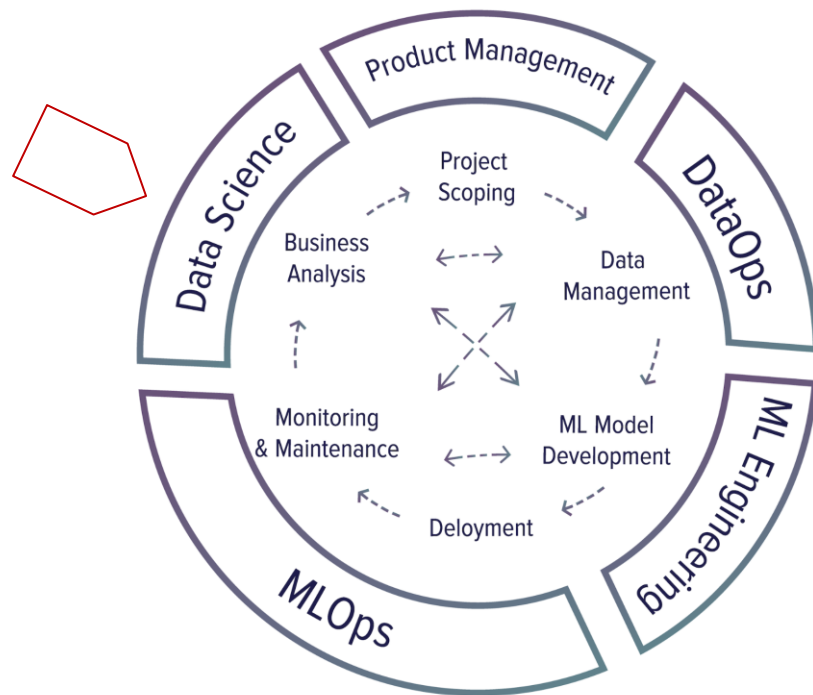 Product Management
Data Science
DataOps
Project
Scoping
Business
Analysis
Data
Management
Monitoring
& Maintenance
ML Model
Development
Deloyment
ML Engineering
MLOps